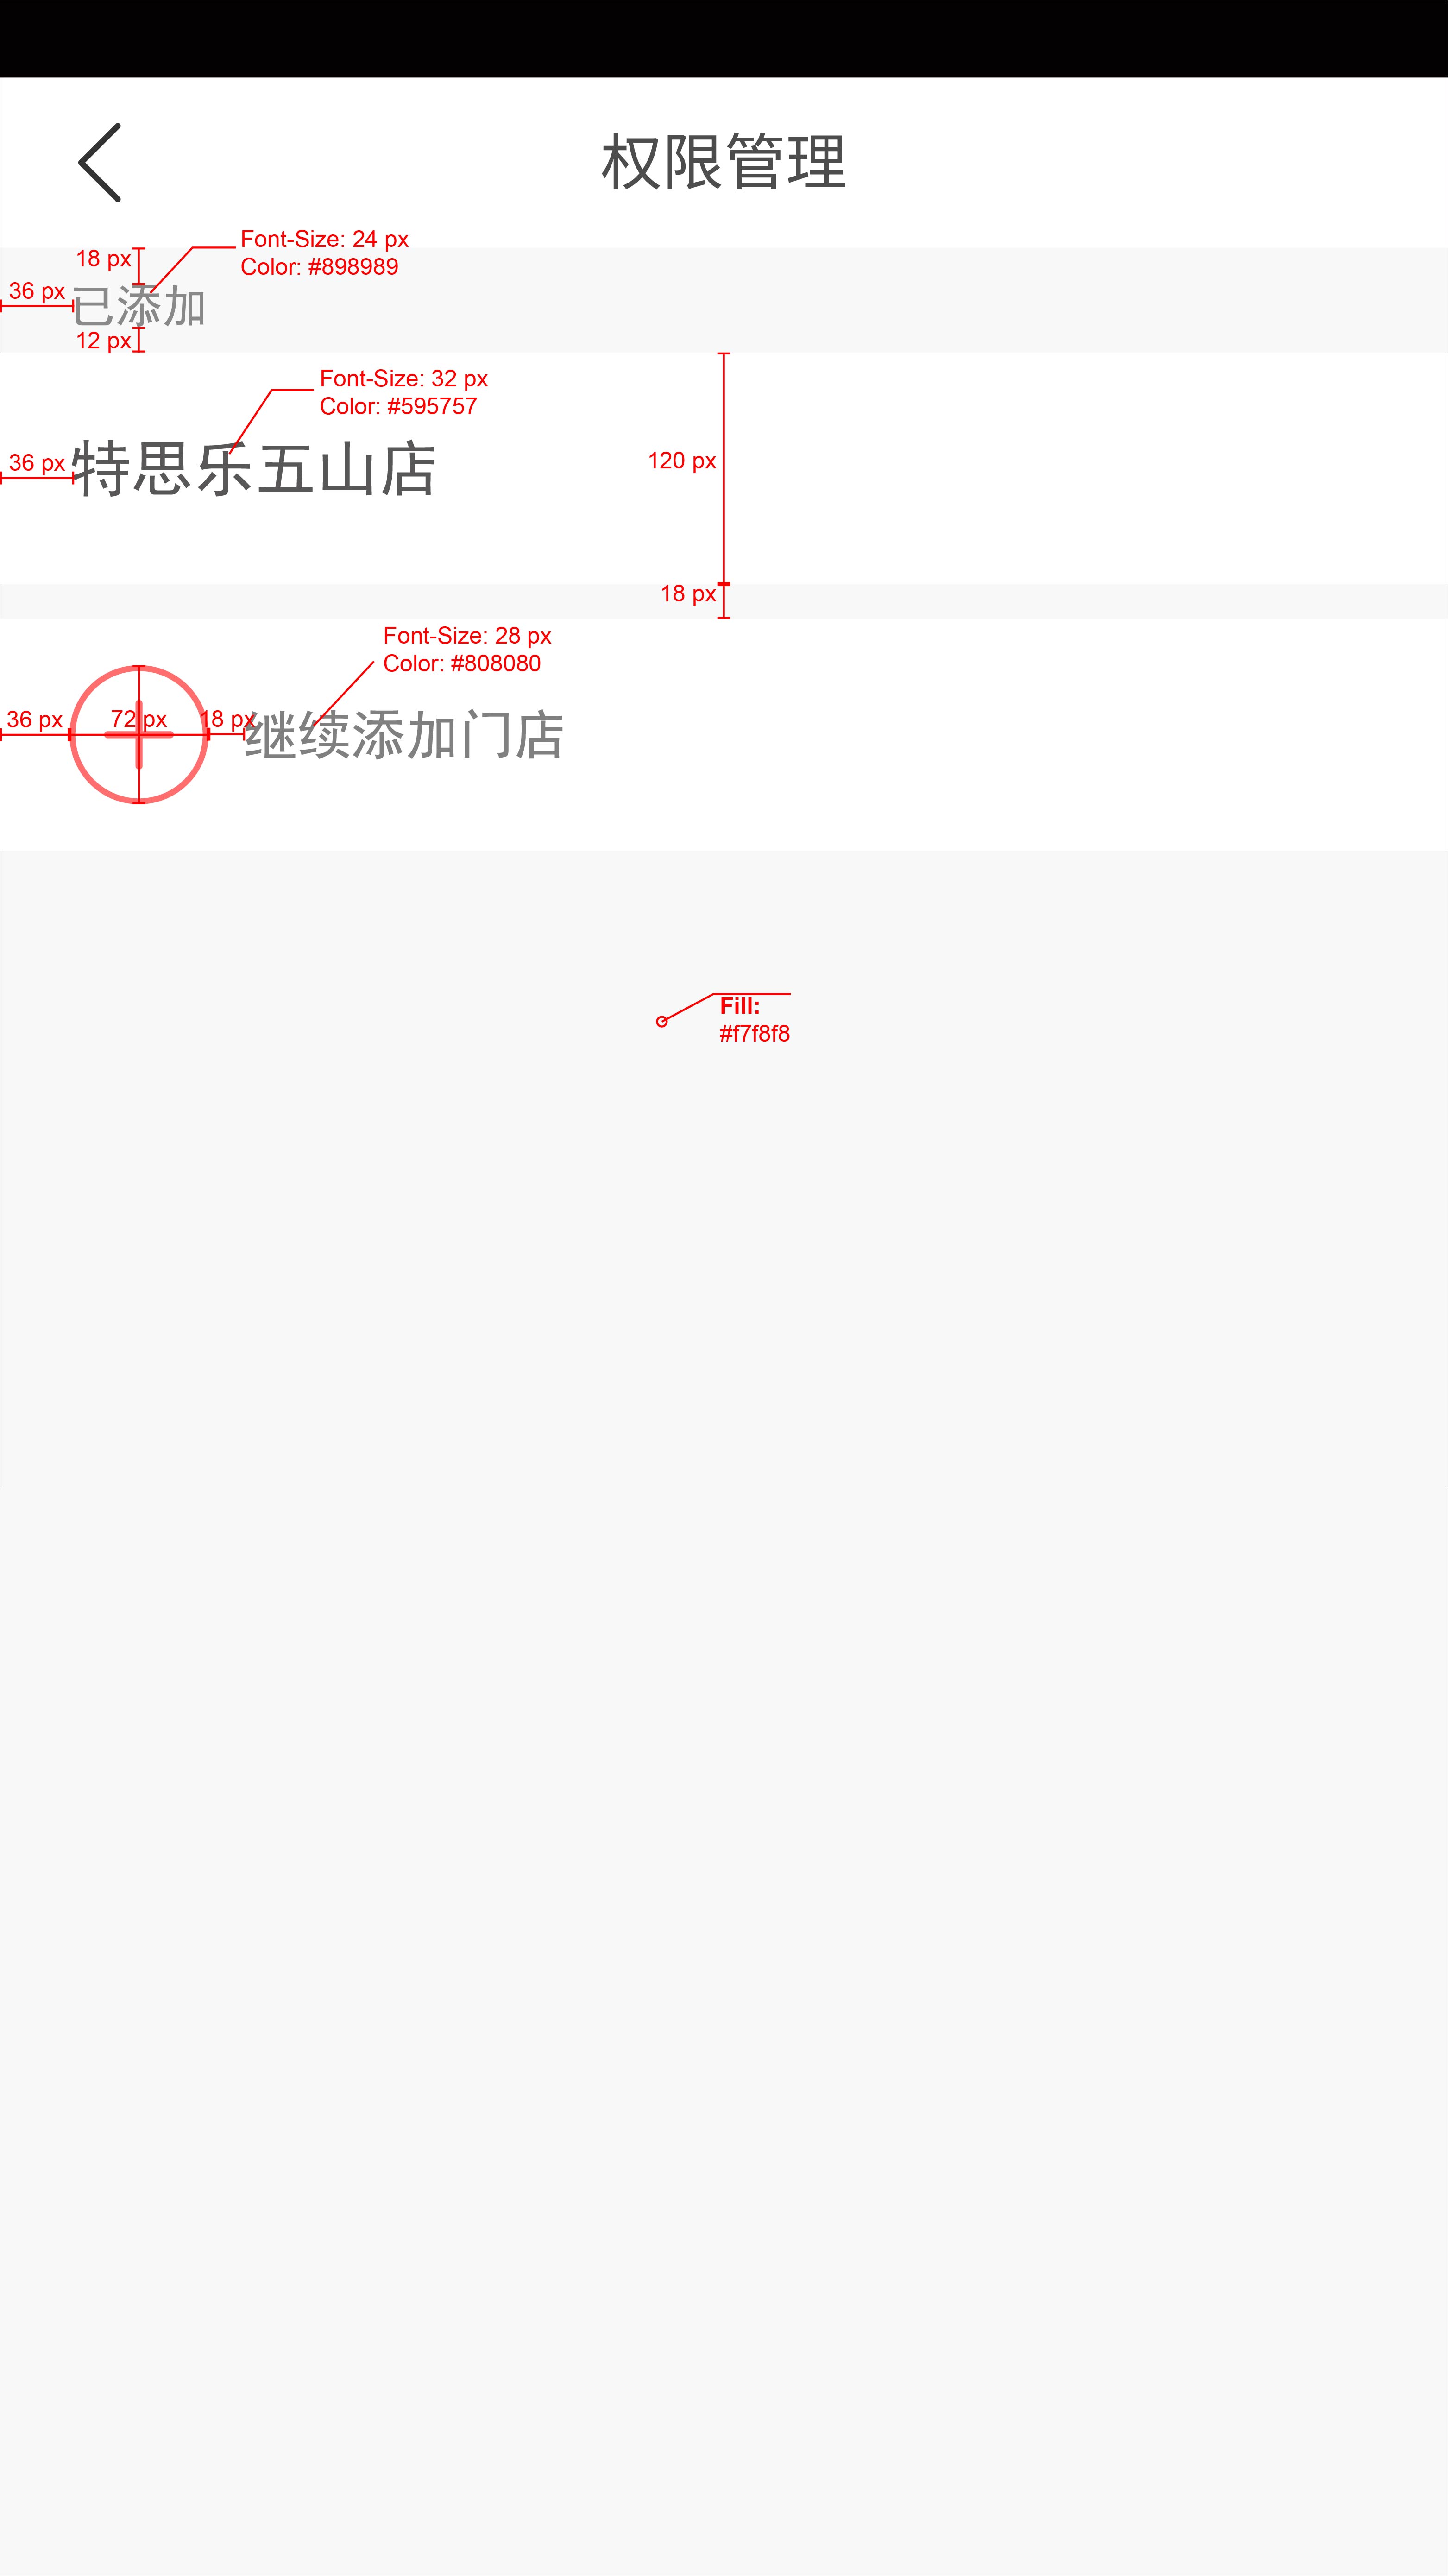 权限管理
Font-Size: 24 px
Color: #898989
18 px
36 px
已添加
12 px
Font-Size: 32 px
Color: #595757
36 px
特思乐五山店
120 px
18 px
Font-Size: 28 px
Color: #808080
36 px
72 px
18 px
继续添加门店
Fill:
#f7f8f8